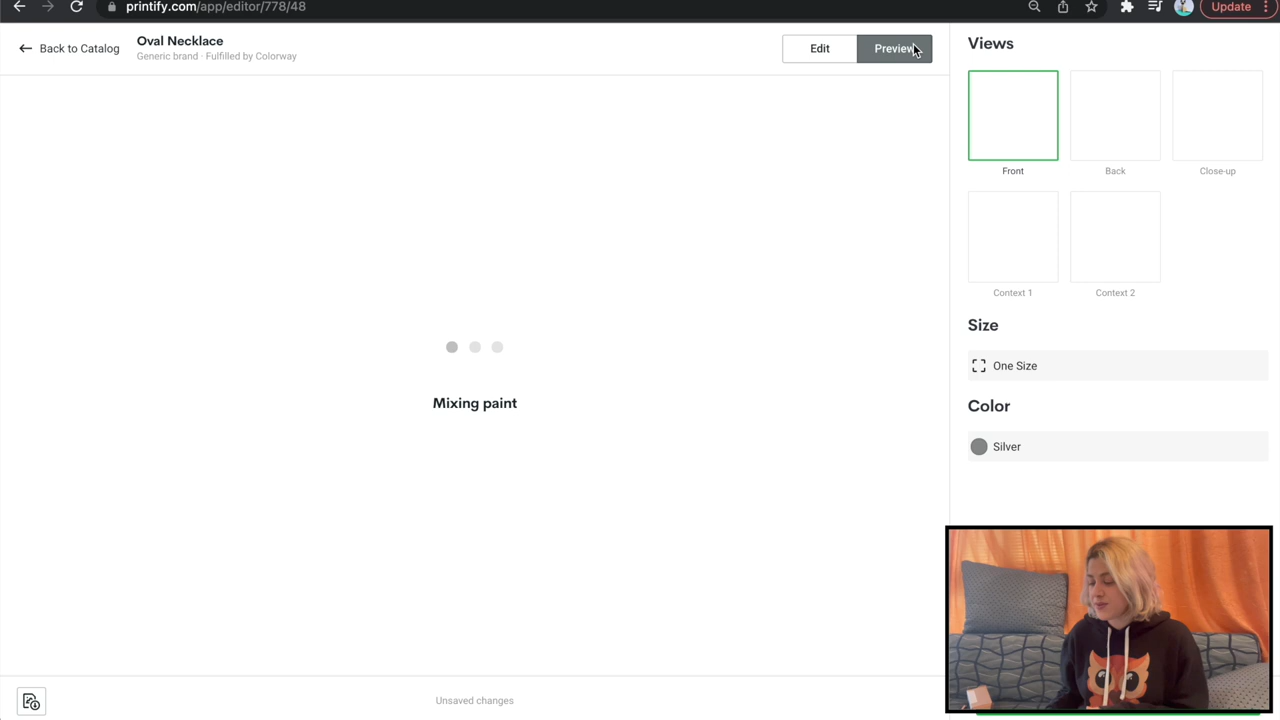 printify.com/app/editor/778/48
Update
Back to Catalog
Oval Necklace
Generic brand · Fulfilled by Colorway
Edit
Preview
Mixing paint
Unsaved changes
Views
Front
Back
Close-up
Context 1
Context 2
Size
One Size
Color
Silver